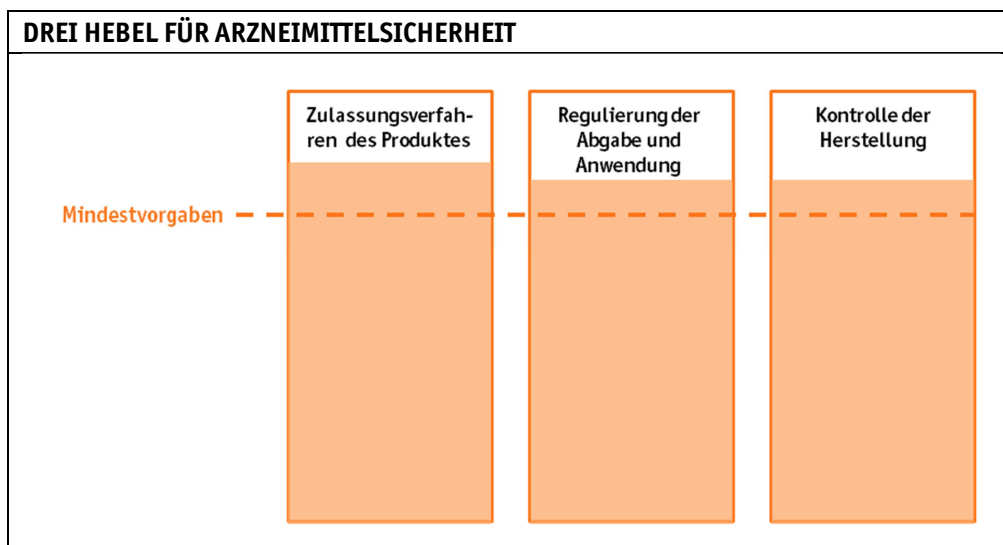 DREI HEBEL FÜR ARZNEIMITTELSICHERHEIT
Zulassungsverfah-
ren des Produktes
Regulierung der
Abgabe und
Anwendung
Kontrolle der
Herstellung
Mindestvorgaben